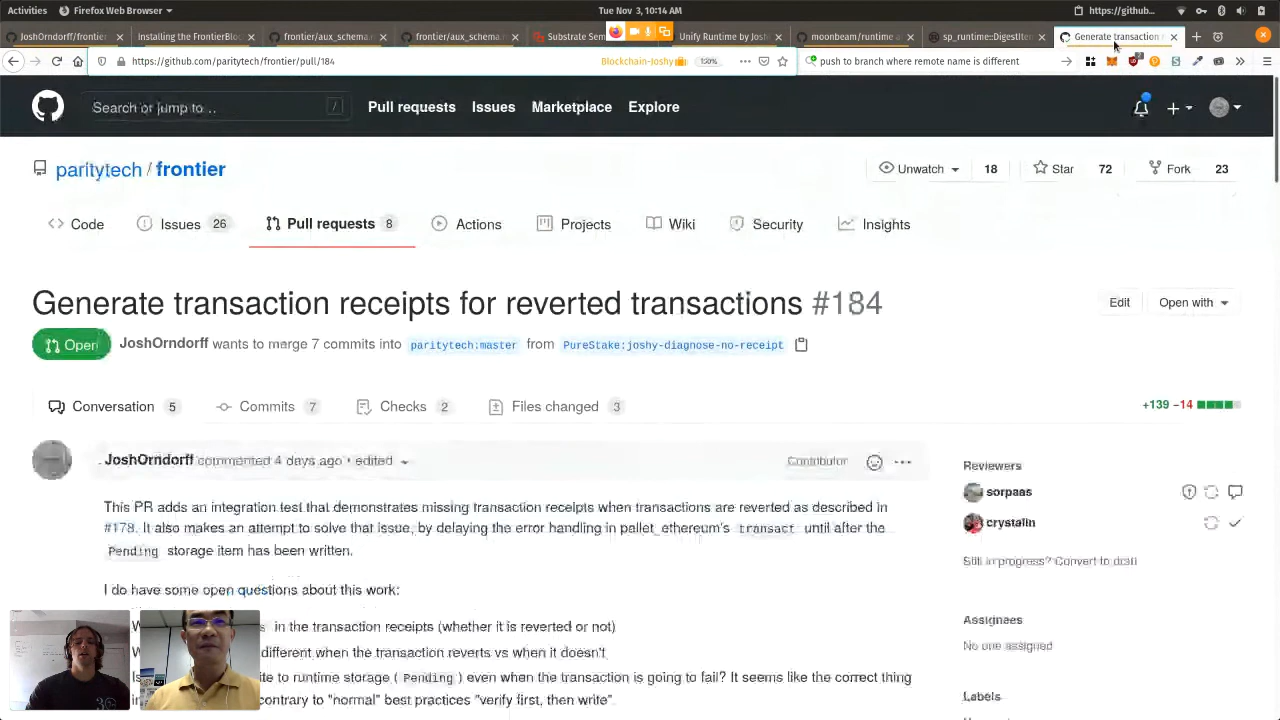 Activities Firefox Web Browser Tue Nov 3, 10:14 AM https://github...
JoshOrndorff/frontier Installing the FrontierBloc frontier/aux_schema.r frontier/aux_schema.r Substrate Sem Unify Runtime by Josh moonbeam/runtime a sp_runtime::DigestItem Generate transaction r
https://github.com/paritytech/frontier/pull/184 Blockchain-Joshy 120% ... push to branch where remote name is different
Search or jump to... / Pull requests Issues Marketplace Explore
paritytech / frontier Unwatch 18 Star 72 Fork 23
Code Issues 26 Pull requests 8 Actions Projects Wiki Security Insights
Generate transaction receipts for reverted transactions #184 Edit Open with
Open JoshOrndorff wants to merge 7 commits into paritytech:master from PureStake:joshy-diagnose-no-receipt
Conversation 5 Commits 7 Checks 2 Files changed 3 +139 −14
JoshOrndorff commented 4 days ago • edited Contributor ...
Reviewers
sorpaas
crystalin
Still in progress? Convert to draft
Assignees
No one assigned
Labels
This PR adds an integration test that demonstrates missing transaction receipts when transactions are reverted as described in
#178. It also makes an attempt to solve that issue, by delaying the error handling in pallet_ethereum's transact until after the
Pending storage item has been written.
I do have some open questions about this work:
in the transaction receipts (whether it is reverted or not)
different when the transaction reverts vs when it doesn't
to runtime storage (Pending) even when the transaction is going to fail? It seems like the correct thing
contrary to "normal" best practices "verify first, then write"